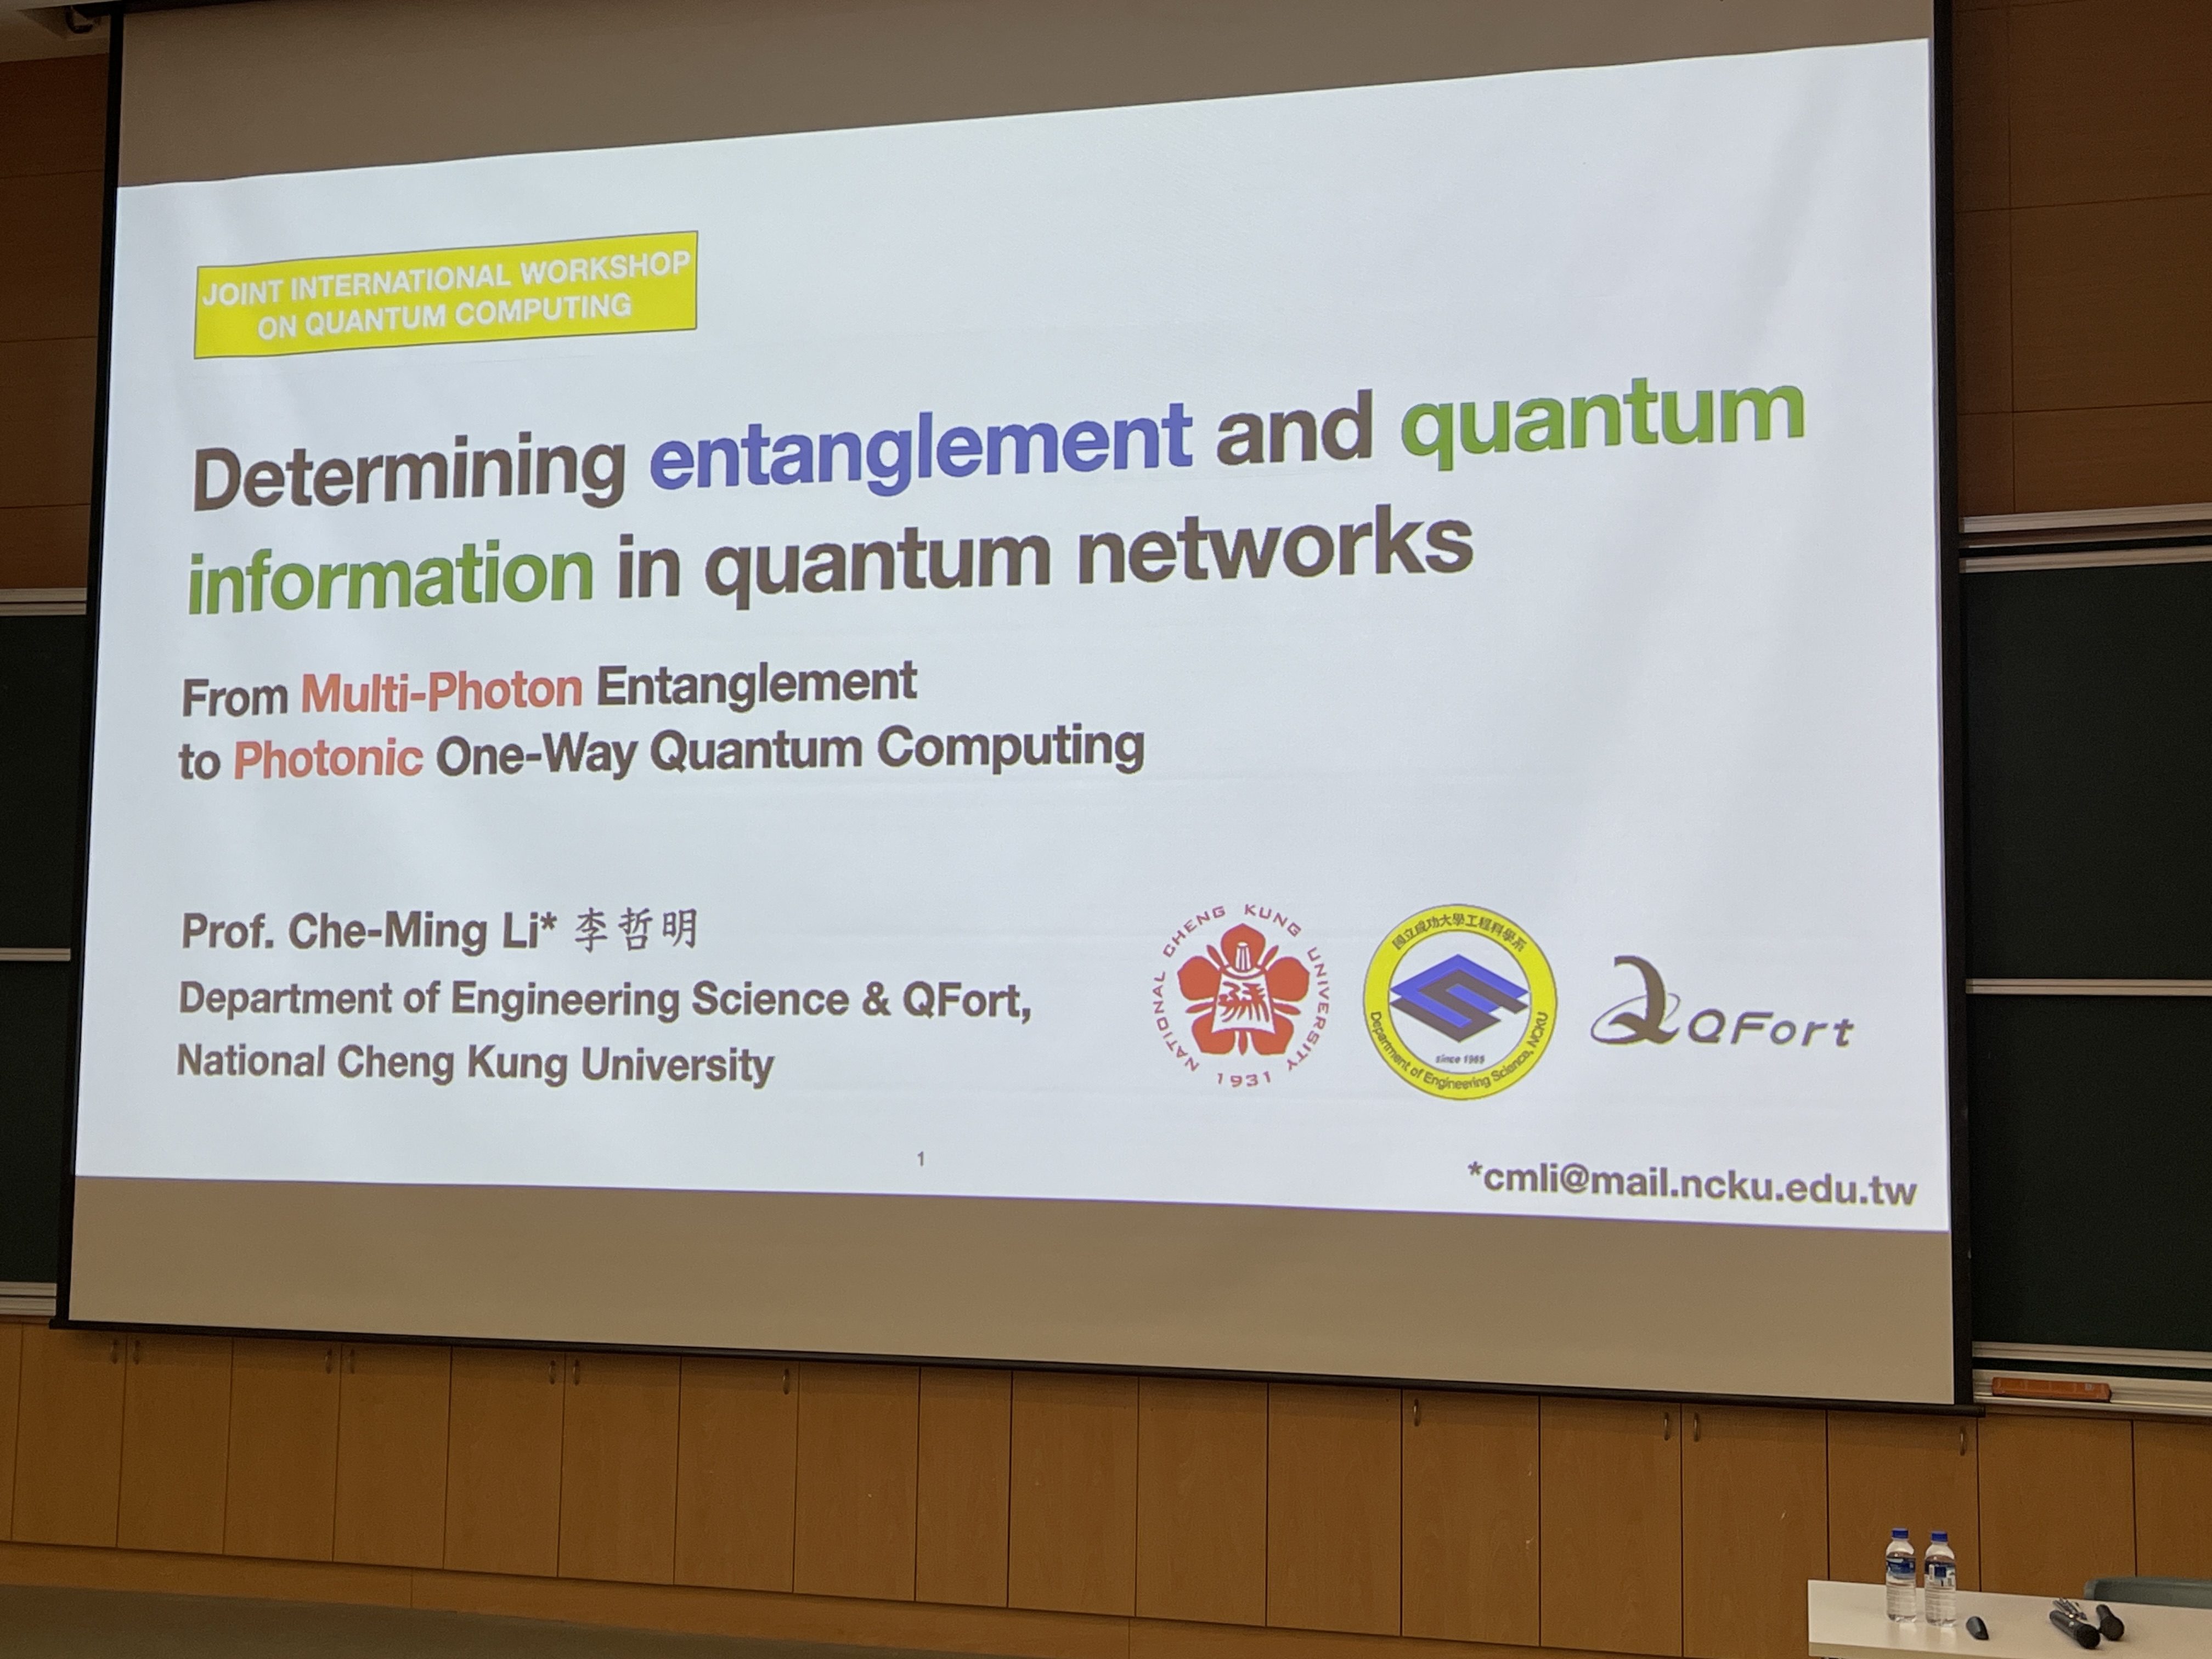 JOINT INTERNATIONAL WORKSHOP
ON QUANTUM COMPUTING
Determining entanglement and quantum
information in quantum networks
From Multi-Photon Entanglement
to Photonic One-Way Quantum Computing
Prof. Che-Ming Li* 李哲明
Department of Engineering Science & QFort,
National Cheng Kung University
NATIONAL CHENG KUNG UNIVERSITY
1931
國立成功大學工程科學系
since 1965
Department of Engineering Science, NCKU
QFort
1
*cmli@mail.ncku.edu.tw